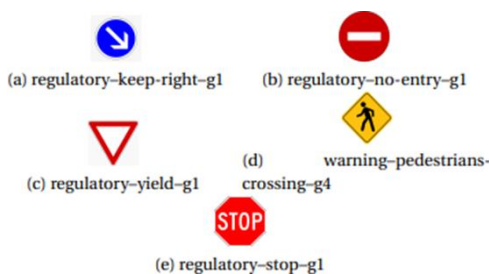 (a) regulatory–keep-right–g1
(b) regulatory–no-entry–g1
(c) regulatory–yield–g1
(d) warning–pedestrians-
crossing–g4
STOP
(e) regulatory–stop–g1